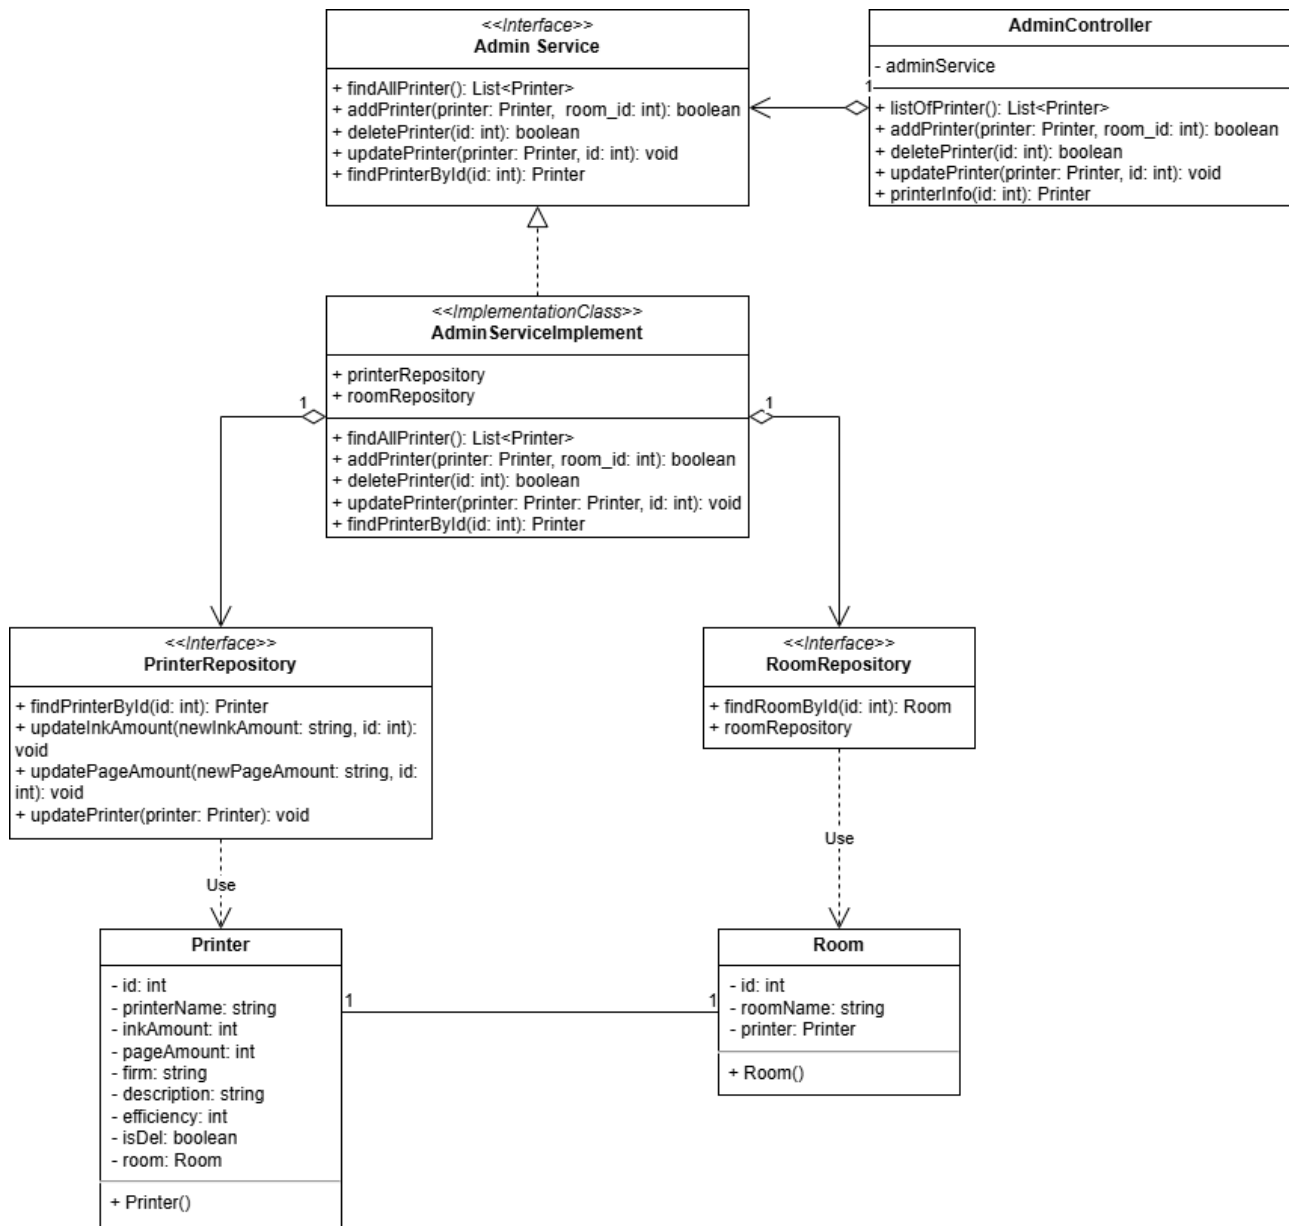 <<Interface>>
Admin Service
+ findAllPrinter(): List<Printer>
+ addPrinter(printer: Printer, room_id: int): boolean
+ deletePrinter(id: int): boolean
+ updatePrinter(printer: Printer, id: int): void
+ findPrinterById(id: int): Printer
AdminController
- adminService
1
+ listOfPrinter(): List<Printer>
+ addPrinter(printer: Printer, room_id: int): boolean
+ deletePrinter(id: int): boolean
+ updatePrinter(printer: Printer, id: int): void
+ printerInfo(id: int): Printer
<<ImplementationClass>>
AdminServiceImplement
+ printerRepository
+ roomRepository
1
1
+ findAllPrinter(): List<Printer>
+ addPrinter(printer: Printer, room_id: int): boolean
+ deletePrinter(id: int): boolean
+ updatePrinter(printer: Printer: Printer, id: int): void
+ findPrinterById(id: int): Printer
<<Interface>>
PrinterRepository
+ findPrinterById(id: int): Printer
+ updateInkAmount(newInkAmount: string, id: int):
void
+ updatePageAmount(newPageAmount: string, id:
int): void
+ updatePrinter(printer: Printer): void
<<Interface>>
RoomRepository
+ findRoomById(id: int): Room
+ roomRepository
Use
Use
Printer
- id: int
- printerName: string
- inkAmount: int
- pageAmount: int
- firm: string
- description: string
- efficiency: int
- isDel: boolean
- room: Room
+ Printer()
1
1
Room
- id: int
- roomName: string
- printer: Printer
+ Room()